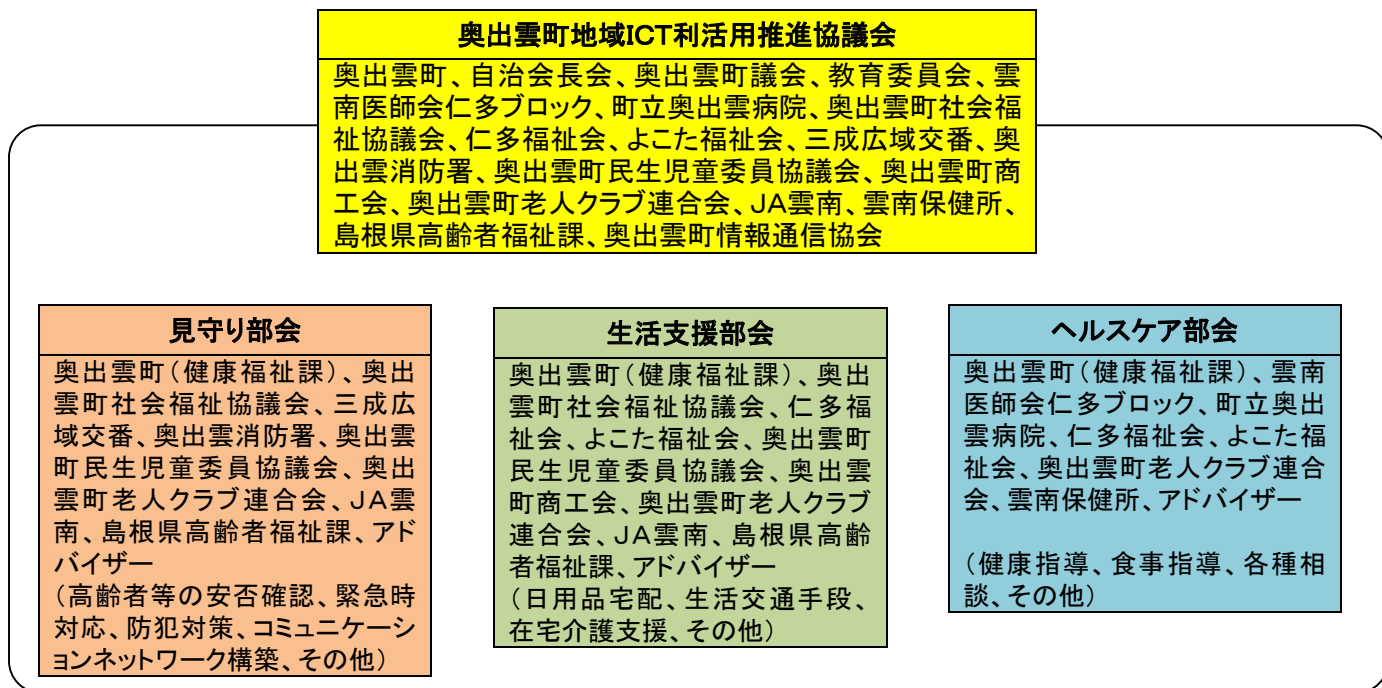 奥出雲町地域ICT利活用推進協議会
奥出雲町、自治会長会、奥出雲町議会、教育委員会、雲
南医師会仁多ブロック、町立奥出雲病院、奥出雲町社会福
祉協議会、仁多福祉会、よこた福祉会、三成広域交番、奥
出雲消防署、奥出雲町民生児童委員協議会、奥出雲町商
工会、奥出雲町老人クラブ連合会、JA雲南、雲南保健所、
島根県高齢者福祉課、奥出雲町情報通信協会
見守り部会
奥出雲町(健康福祉課)、奥出
雲町社会福祉協議会、三成広
域交番、奥出雲消防署、奥出雲
町民生児童委員協議会、奥出
雲町老人クラブ連合会、JA雲
南、島根県高齢者福祉課、アド
バイザー
(高齢者等の安否確認、緊急時
対応、防犯対策、コミュニケーシ
ョンネットワーク構築、その他)
生活支援部会
奥出雲町(健康福祉課)、奥出
雲町社会福祉協議会、仁多福
祉会、よこた福祉会、奥出雲町
民生児童委員協議会、奥出雲
町商工会、奥出雲町老人クラブ
連合会、JA雲南、島根県高齢
者福祉課、アドバイザー
(日用品宅配、生活交通手段、
在宅介護支援、その他)
ヘルスケア部会
奥出雲町(健康福祉課)、雲南
医師会仁多ブロック、町立奥出
雲病院、仁多福祉会、よこた福
祉会、奥出雲町老人クラブ連合
会、雲南保健所、アドバイザー
(健康指導、食事指導、各種相
談、その他)